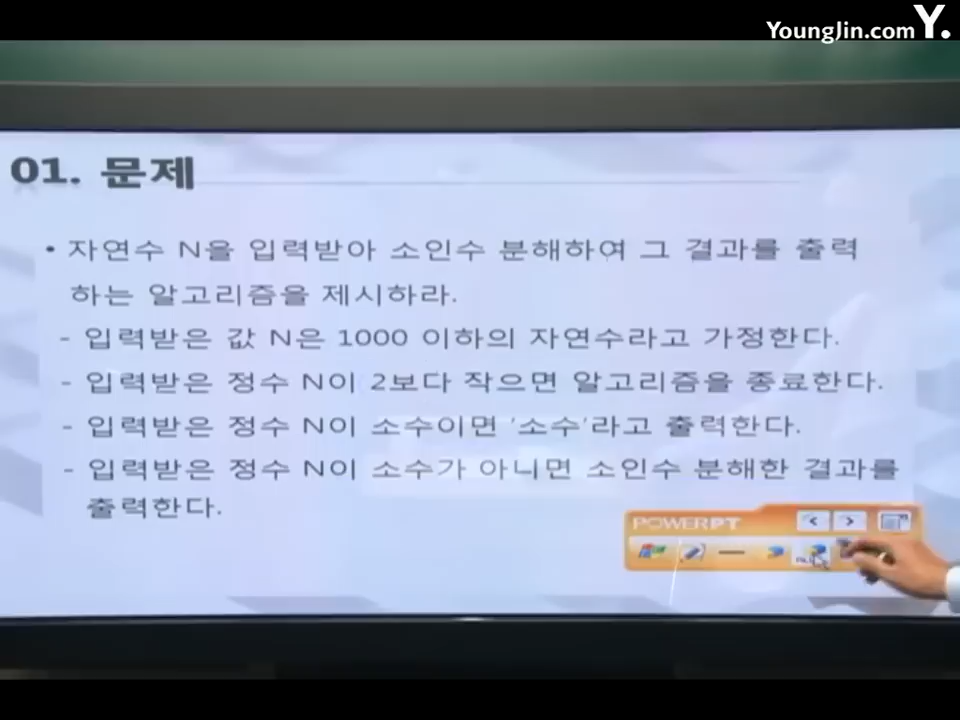 YoungJin.com Y.
01. 문제
• 자연수 N을 입력받아 소인수 분해하여 그 결과를 출력
하는 알고리즘을 제시하라.
- 입력받은 값 N은 1000 이하의 자연수라고 가정한다.
- 입력받은 정수 N이 2보다 작으면 알고리즘을 종료한다.
- 입력받은 정수 N이 소수이면 '소수'라고 출력한다.
- 입력받은 정수 N이 소수가 아니면 소인수 분해한 결과를
출력한다.
POWERPT